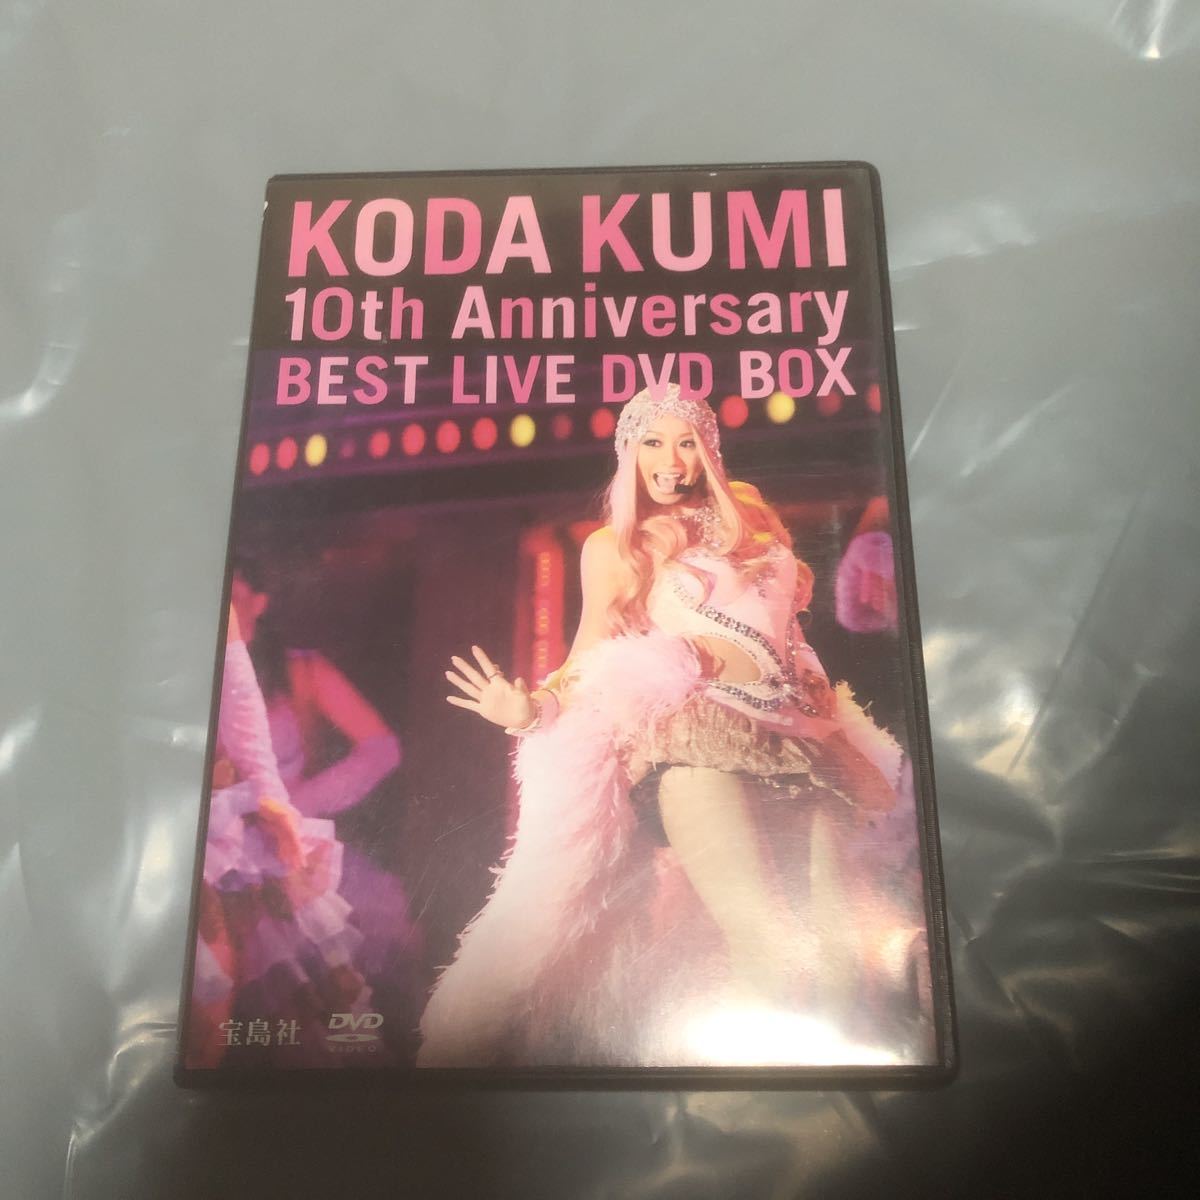 KODA KUMI
10th Anniversary
BEST LIVE DVD BOX
宝島社
DVD
VIDEO